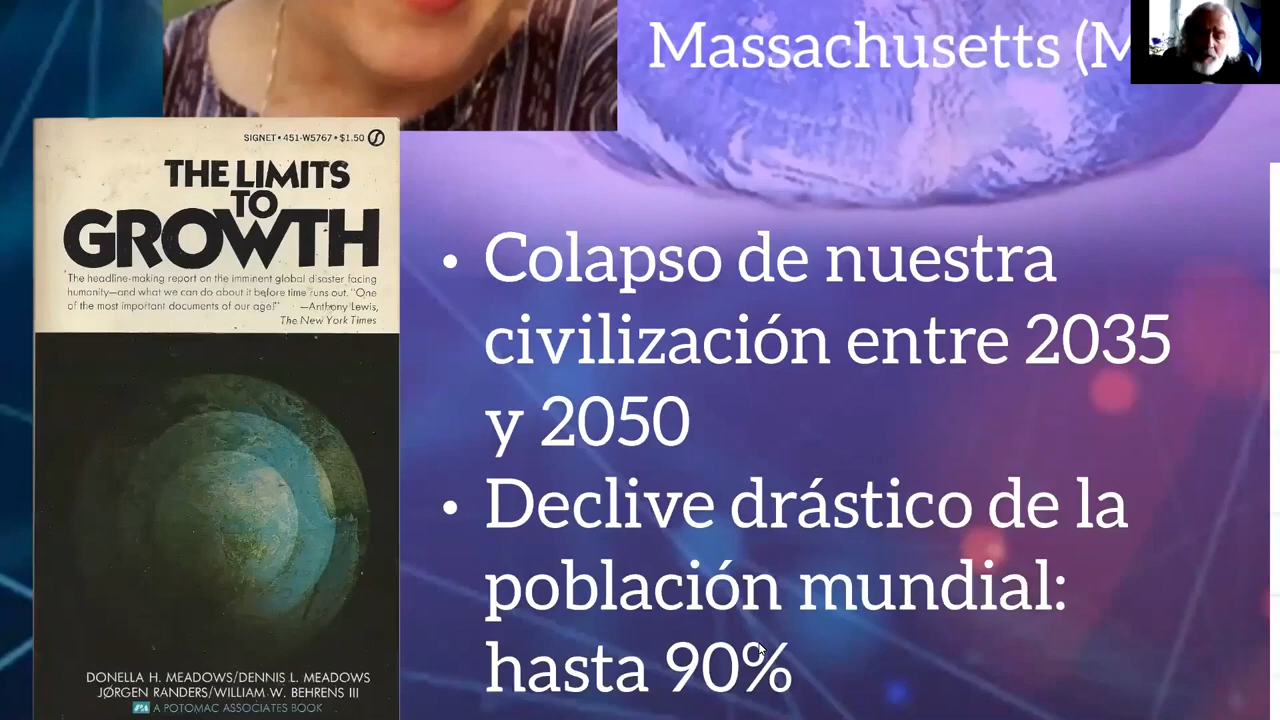 Massachusetts (M
SIGNET • 451-W5767 • $1.50
THE LIMITS
TO
GROWTH
The headline-making report on the imminent global disaster facing
humanity—and what we can do about it before time runs out. "One
of the most important documents of our age!" —Anthony Lewis,
The New York Times
• Colapso de nuestra
civilización entre 2035
y 2050
• Declive drástico de la
población mundial:
hasta 90%
DONELLA H. MEADOWS/DENNIS L. MEADOWS
JØRGEN RANDERS/WILLIAM W. BEHRENS III
A POTOMAC ASSOCIATES BOOK